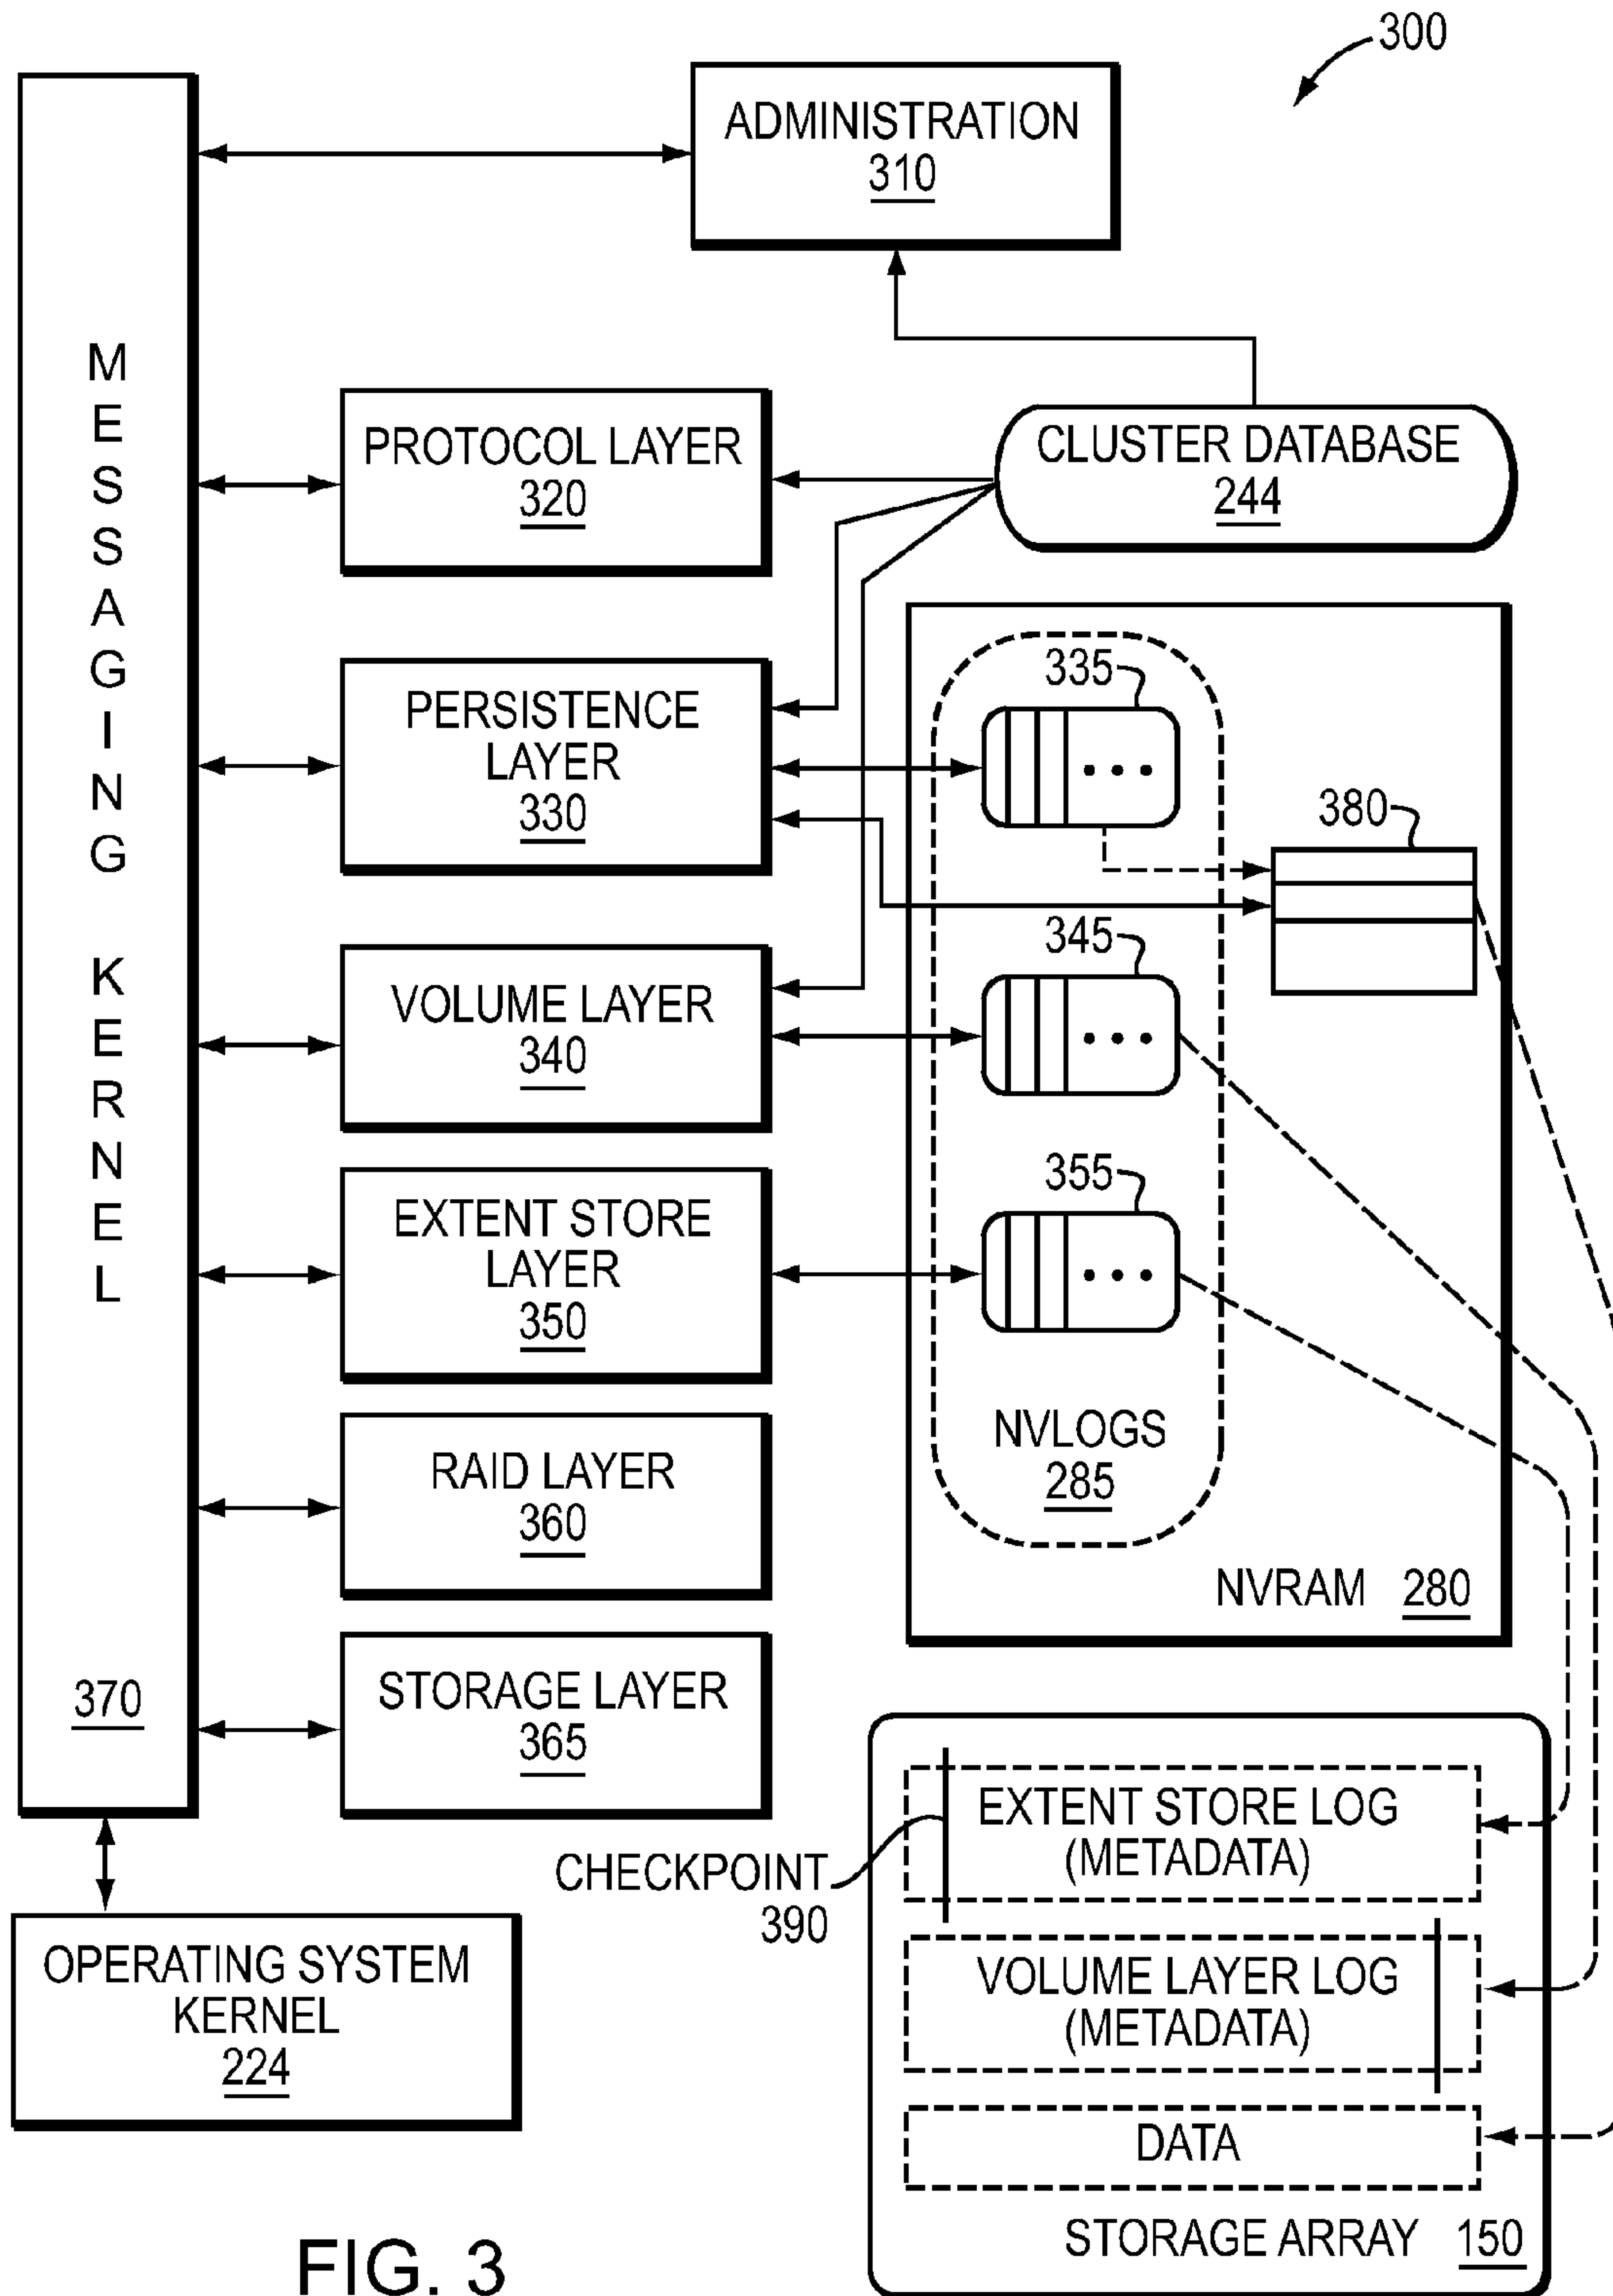 300
ADMINISTRATION
310
MESSAGING KERNEL
370
PROTOCOL LAYER
320
CLUSTER DATABASE
244
PERSISTENCE
LAYER
330
335
380
VOLUME LAYER
340
345
EXTENT STORE
LAYER
350
355
NVLOGS
285
RAID LAYER
360
NVRAM 280
STORAGE LAYER
365
EXTENT STORE LOG
(METADATA)
CHECKPOINT
390
OPERATING SYSTEM
KERNEL
224
VOLUME LAYER LOG
(METADATA)
DATA
STORAGE ARRAY 150
FIG. 3